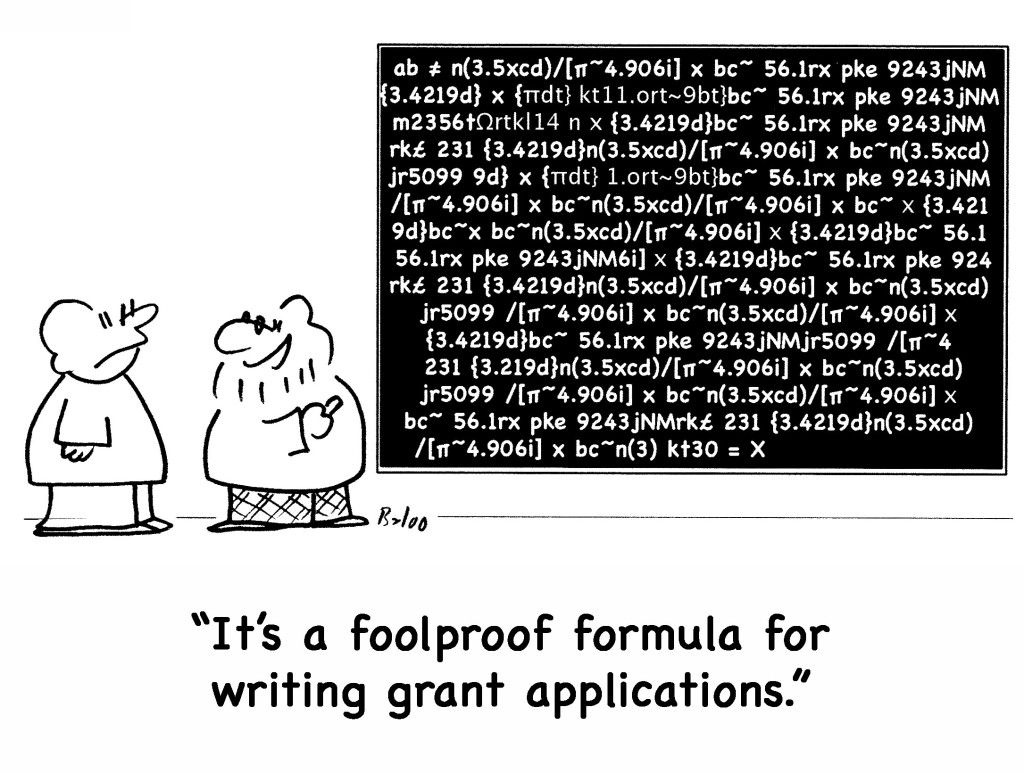 ab ≠ n(3.5xcd)/[π~4.906i] x bc~ 56.1rx pke 9243jNM
{3.4219d} x {πdt} kt11.ort~9bt}bc~ 56.1rx pke 9243jNM
m2356tΩrtkl14 n x {3.4219d}bc~ 56.1rx pke 9243jNM
rk£ 231 {3.4219d}n(3.5xcd)/[π~4.906i] x bc~n(3.5xcd)
jr5099 9d} x {πdt} 1.ort~9bt}bc~ 56.1rx pke 9243jNM
/[π~4.906i] x bc~n(3.5xcd)/[π~4.906i] x bc~ x {3.421
9d}bc~x bc~n(3.5xcd)/[π~4.906i] x {3.4219d}bc~ 56.1
56.1rx pke 9243jNM6i] x {3.4219d}bc~ 56.1rx pke 924
rk£ 231 {3.4219d}n(3.5xcd)/[π~4.906i] x bc~n(3.5xcd)
jr5099 /[π~4.906i] x bc~n(3.5xcd)/[π~4.906i] x
{3.4219d}bc~ 56.1rx pke 9243jNMjr5099 /[π~4
231 {3.219d}n(3.5xcd)/[π~4.906i] x bc~n(3.5xcd)
jr5099 /[π~4.906i] x bc~n(3.5xcd)/[π~4.906i] x
bc~ 56.1rx pke 9243jNMrk£ 231 {3.4219d}n(3.5xcd)
/[π~4.906i] x bc~n(3) kt30 = X
Baloo
“It’s a foolproof formula for
writing grant applications.”